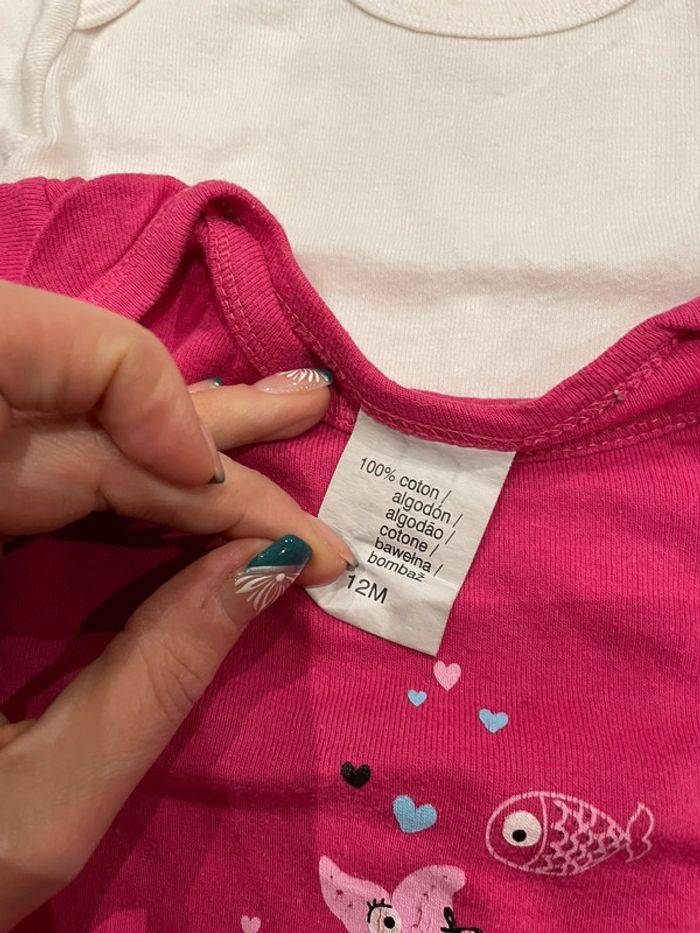 100% coton /
algodón /
algodão /
cotone /
bawełna /
bombaž
12M